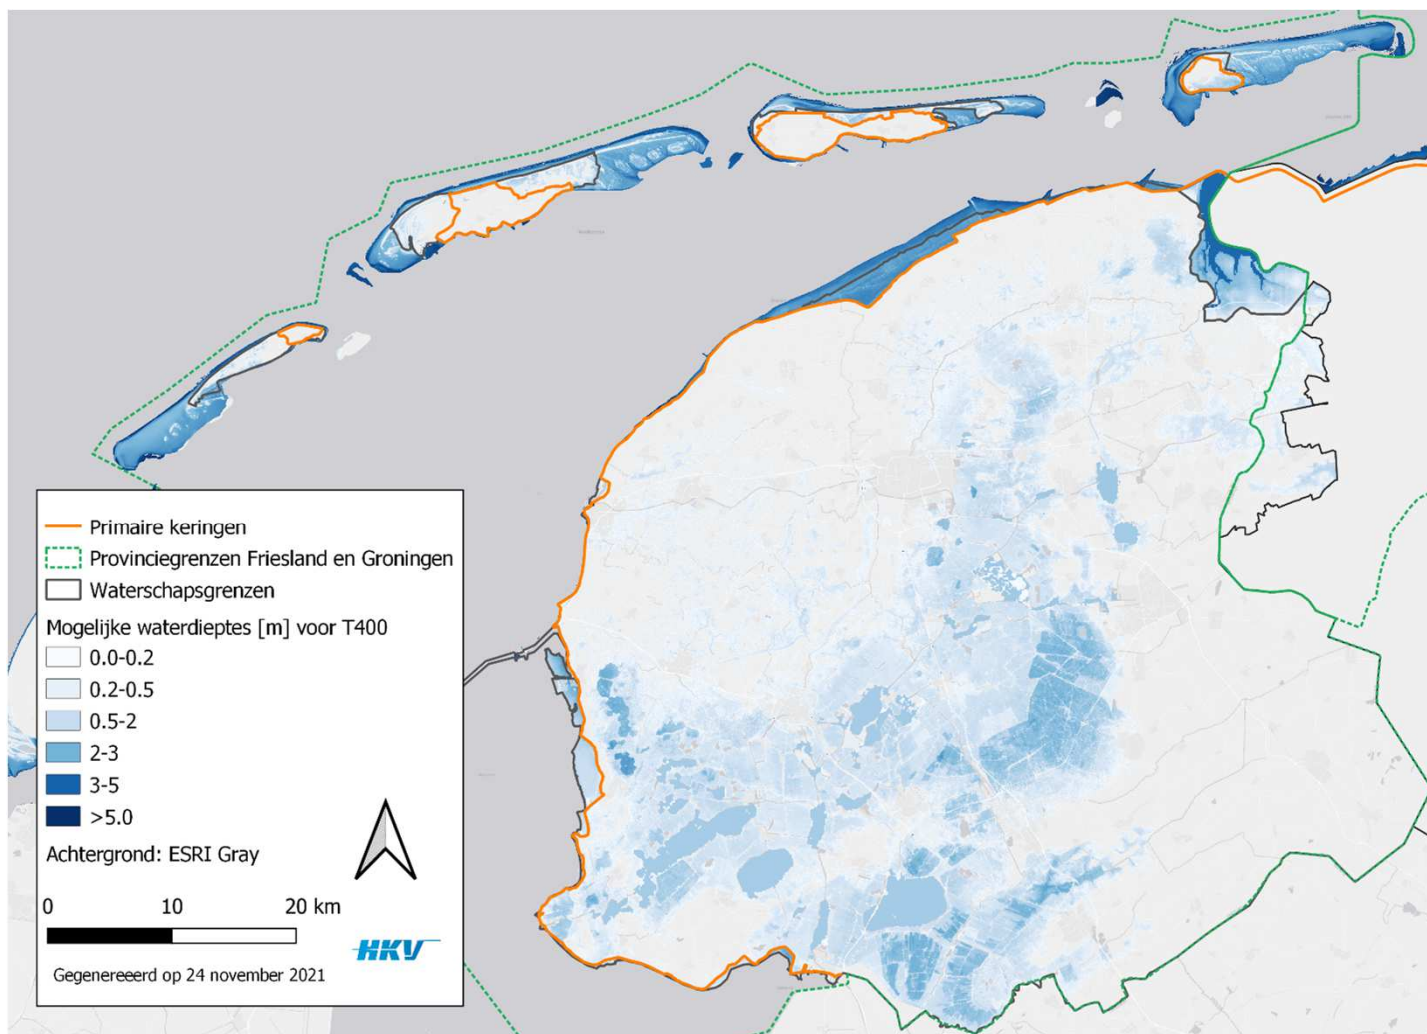 Primaire keringen
Provinciegrenzen Friesland en Groningen
Waterschapsgrenzen
Mogelijke waterdieptes [m] voor T400
0.0-0.2
0.2-0.5
0.5-2
2-3
3-5
>5.0
Achtergrond: ESRI Gray
0 10 20 km
HKV
Gegenereeerd op 24 november 2021